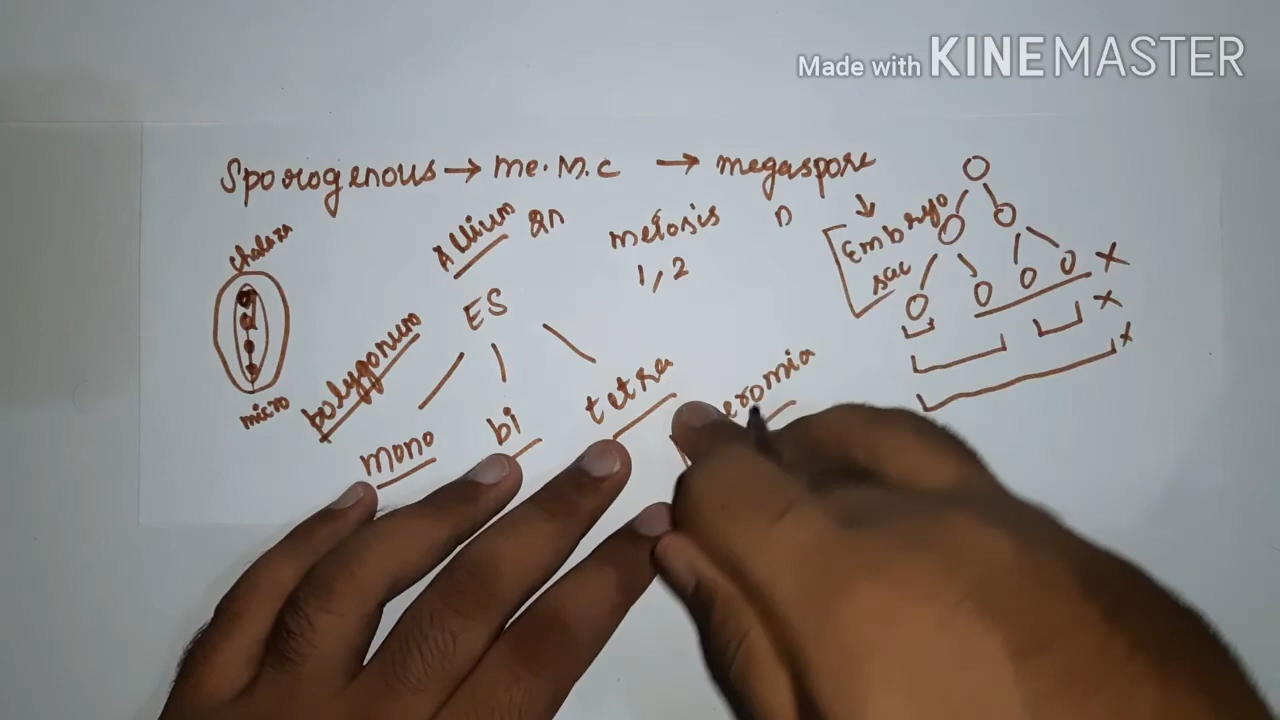 Made with KINEMASTER
Sporogenous → Me.M.C → megaspore
Allium 2n
meiosis n
1,2
Embryo
sac
chalaza
micro
ES
polygonum
mono bi tetra
X
X
x